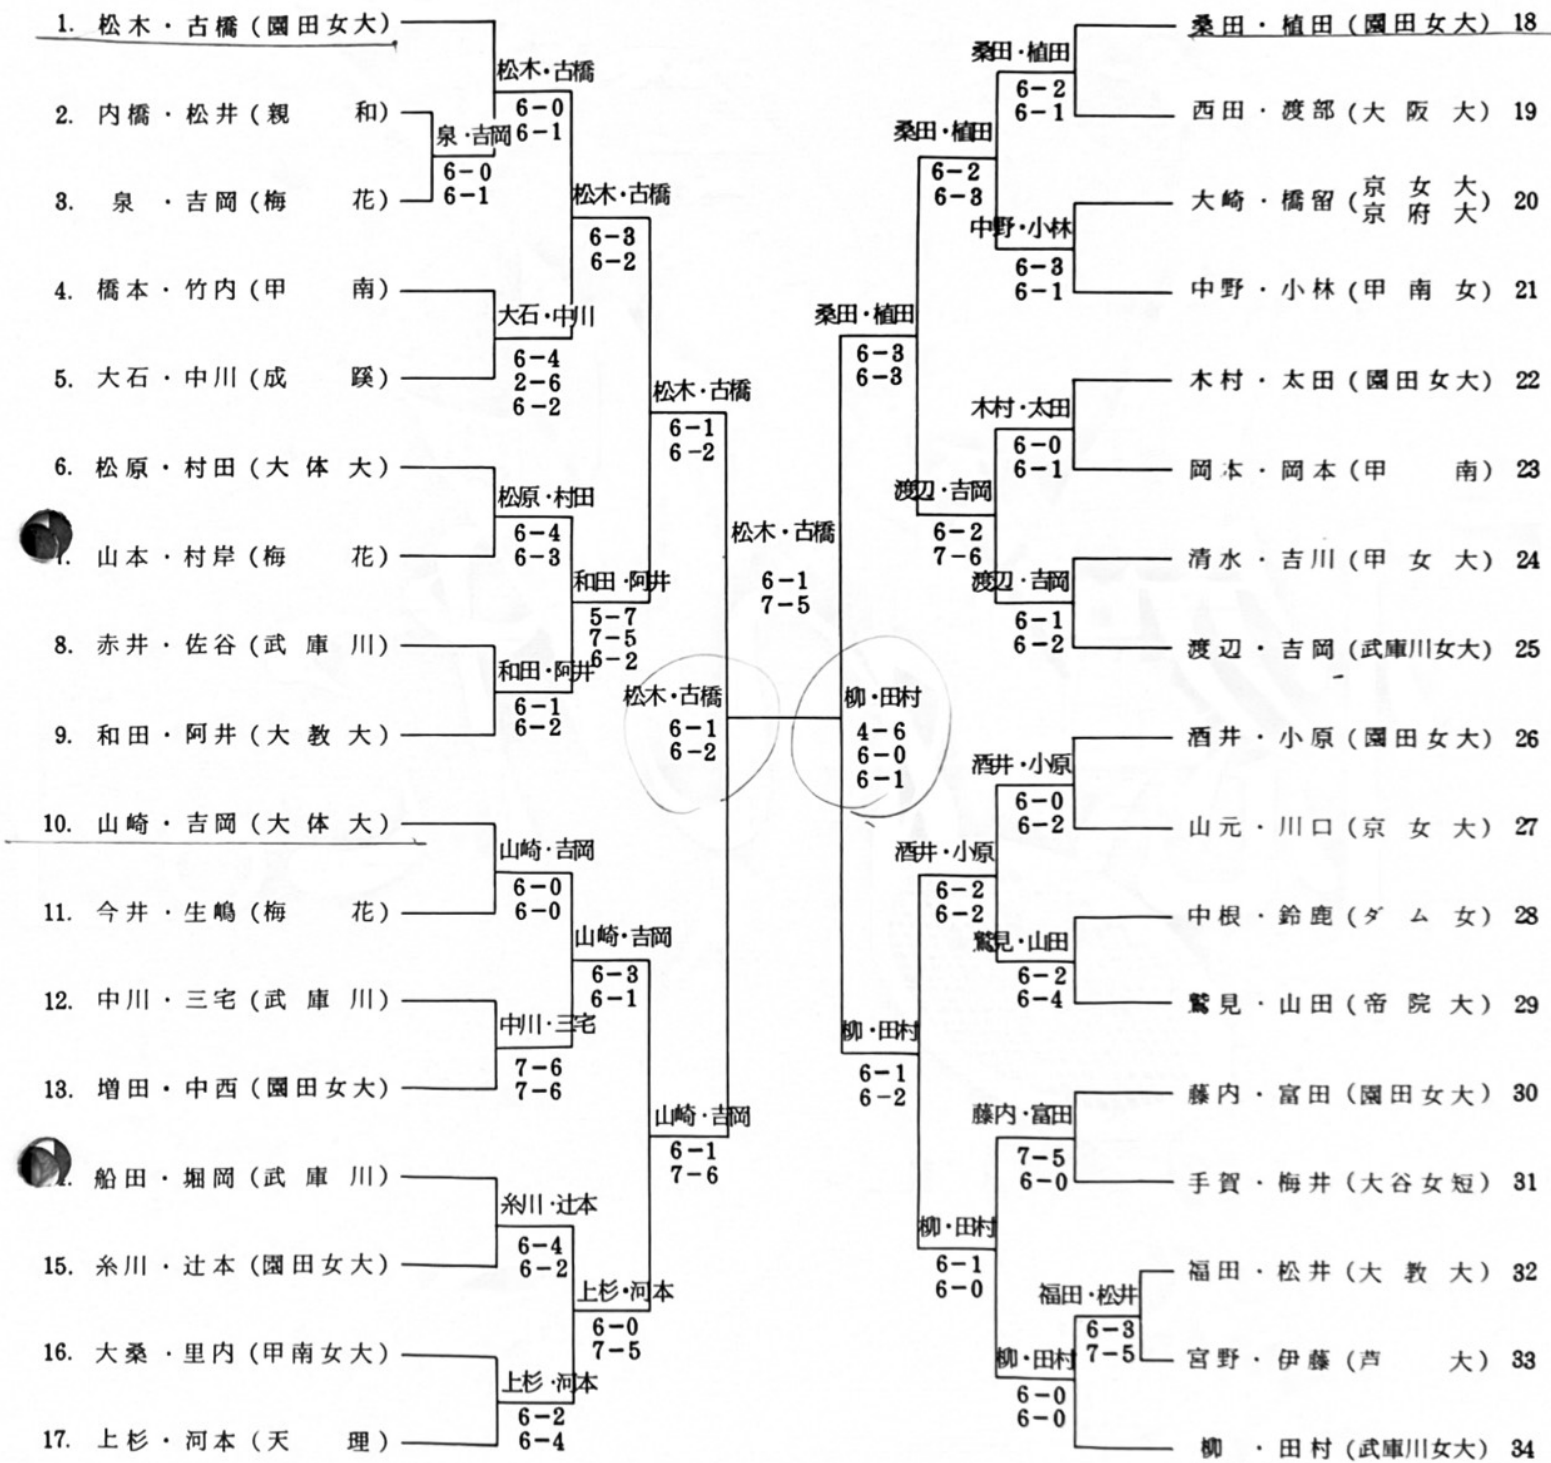 1. 松木・古橋(園田女大)
2. 内橋・松井(親 和)
3. 泉・吉岡(梅 花)
4. 橋本・竹内(甲 南)
5. 大石・中川(成 蹊)
6. 松原・村田(大体大)
山本・村岸(梅 花)
8. 赤井・佐谷(武庫川)
9. 和田・阿井(大教大)
10. 山崎・吉岡(大体大)
11. 今井・生嶋(梅 花)
12. 中川・三宅(武庫川)
13. 増田・中西(園田女大)
船田・堀岡(武庫川)
15. 糸川・辻本(園田女大)
16. 大桑・里内(甲南女大)
17. 上杉・河本(天 理)
泉・吉岡
6-0
6-1
松木・古橋
6-0
6-1
大石・中川
6-4
2-6
6-2
松原・村田
6-4
6-3
和田・阿井
6-1
6-2
山崎・吉岡
6-0
6-0
中川・三宅
7-6
7-6
糸川・辻本
6-4
6-2
上杉・河本
6-2
6-4
松木・古橋
6-3
6-2
和田・阿井
5-7
7-5
6-2
山崎・吉岡
6-3
6-1
上杉・河本
6-0
7-5
松木・古橋
6-1
6-2
山崎・吉岡
6-1
7-6
松木・古橋
6-1
6-2
松木・古橋
6-1
7-5
柳・田村
4-6
6-0
6-1
桑田・植田
6-3
6-3
柳・田村
6-1
6-2
桑田・植田
6-2
6-3
渡辺・吉岡
6-2
7-6
酒井・小原
6-2
6-2
柳・田村
6-1
6-0
桑田・植田
6-2
6-1
中野・小林
6-3
6-1
木村・太田
6-0
6-1
渡辺・吉岡
6-1
6-2
酒井・小原
6-0
6-2
鷲見・山田
6-2
6-4
藤内・富田
7-5
6-0
柳・田村
6-0
6-0
福田・松井
6-3
7-5
桑田・植田(園田女大) 18
西田・渡部(大阪大) 19
大崎・橋留(京女大 京府大) 20
中野・小林(甲南女) 21
木村・太田(園田女大) 22
岡本・岡本(甲 南) 23
清水・吉川(甲女大) 24
渡辺・吉岡(武庫川女大) 25
酒井・小原(園田女大) 26
山元・川口(京女大) 27
中根・鈴鹿(ダム女) 28
鷲見・山田(帝院大) 29
藤内・富田(園田女大) 30
手賀・梅井(大谷女短) 31
福田・松井(大教大) 32
宮野・伊藤(芦 大) 33
柳・田村(武庫川女大) 34